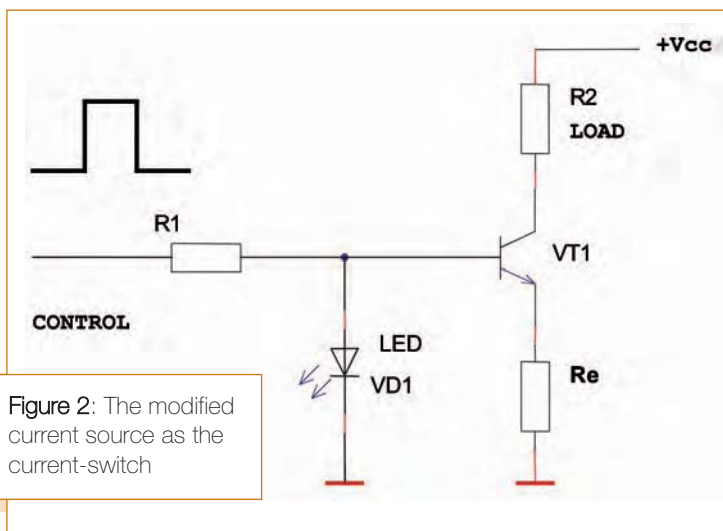 +Vcc
R2
LOAD
R1
VT1
CONTROL
LED
VD1
Re
Figure 2: The modified
current source as the
current-switch